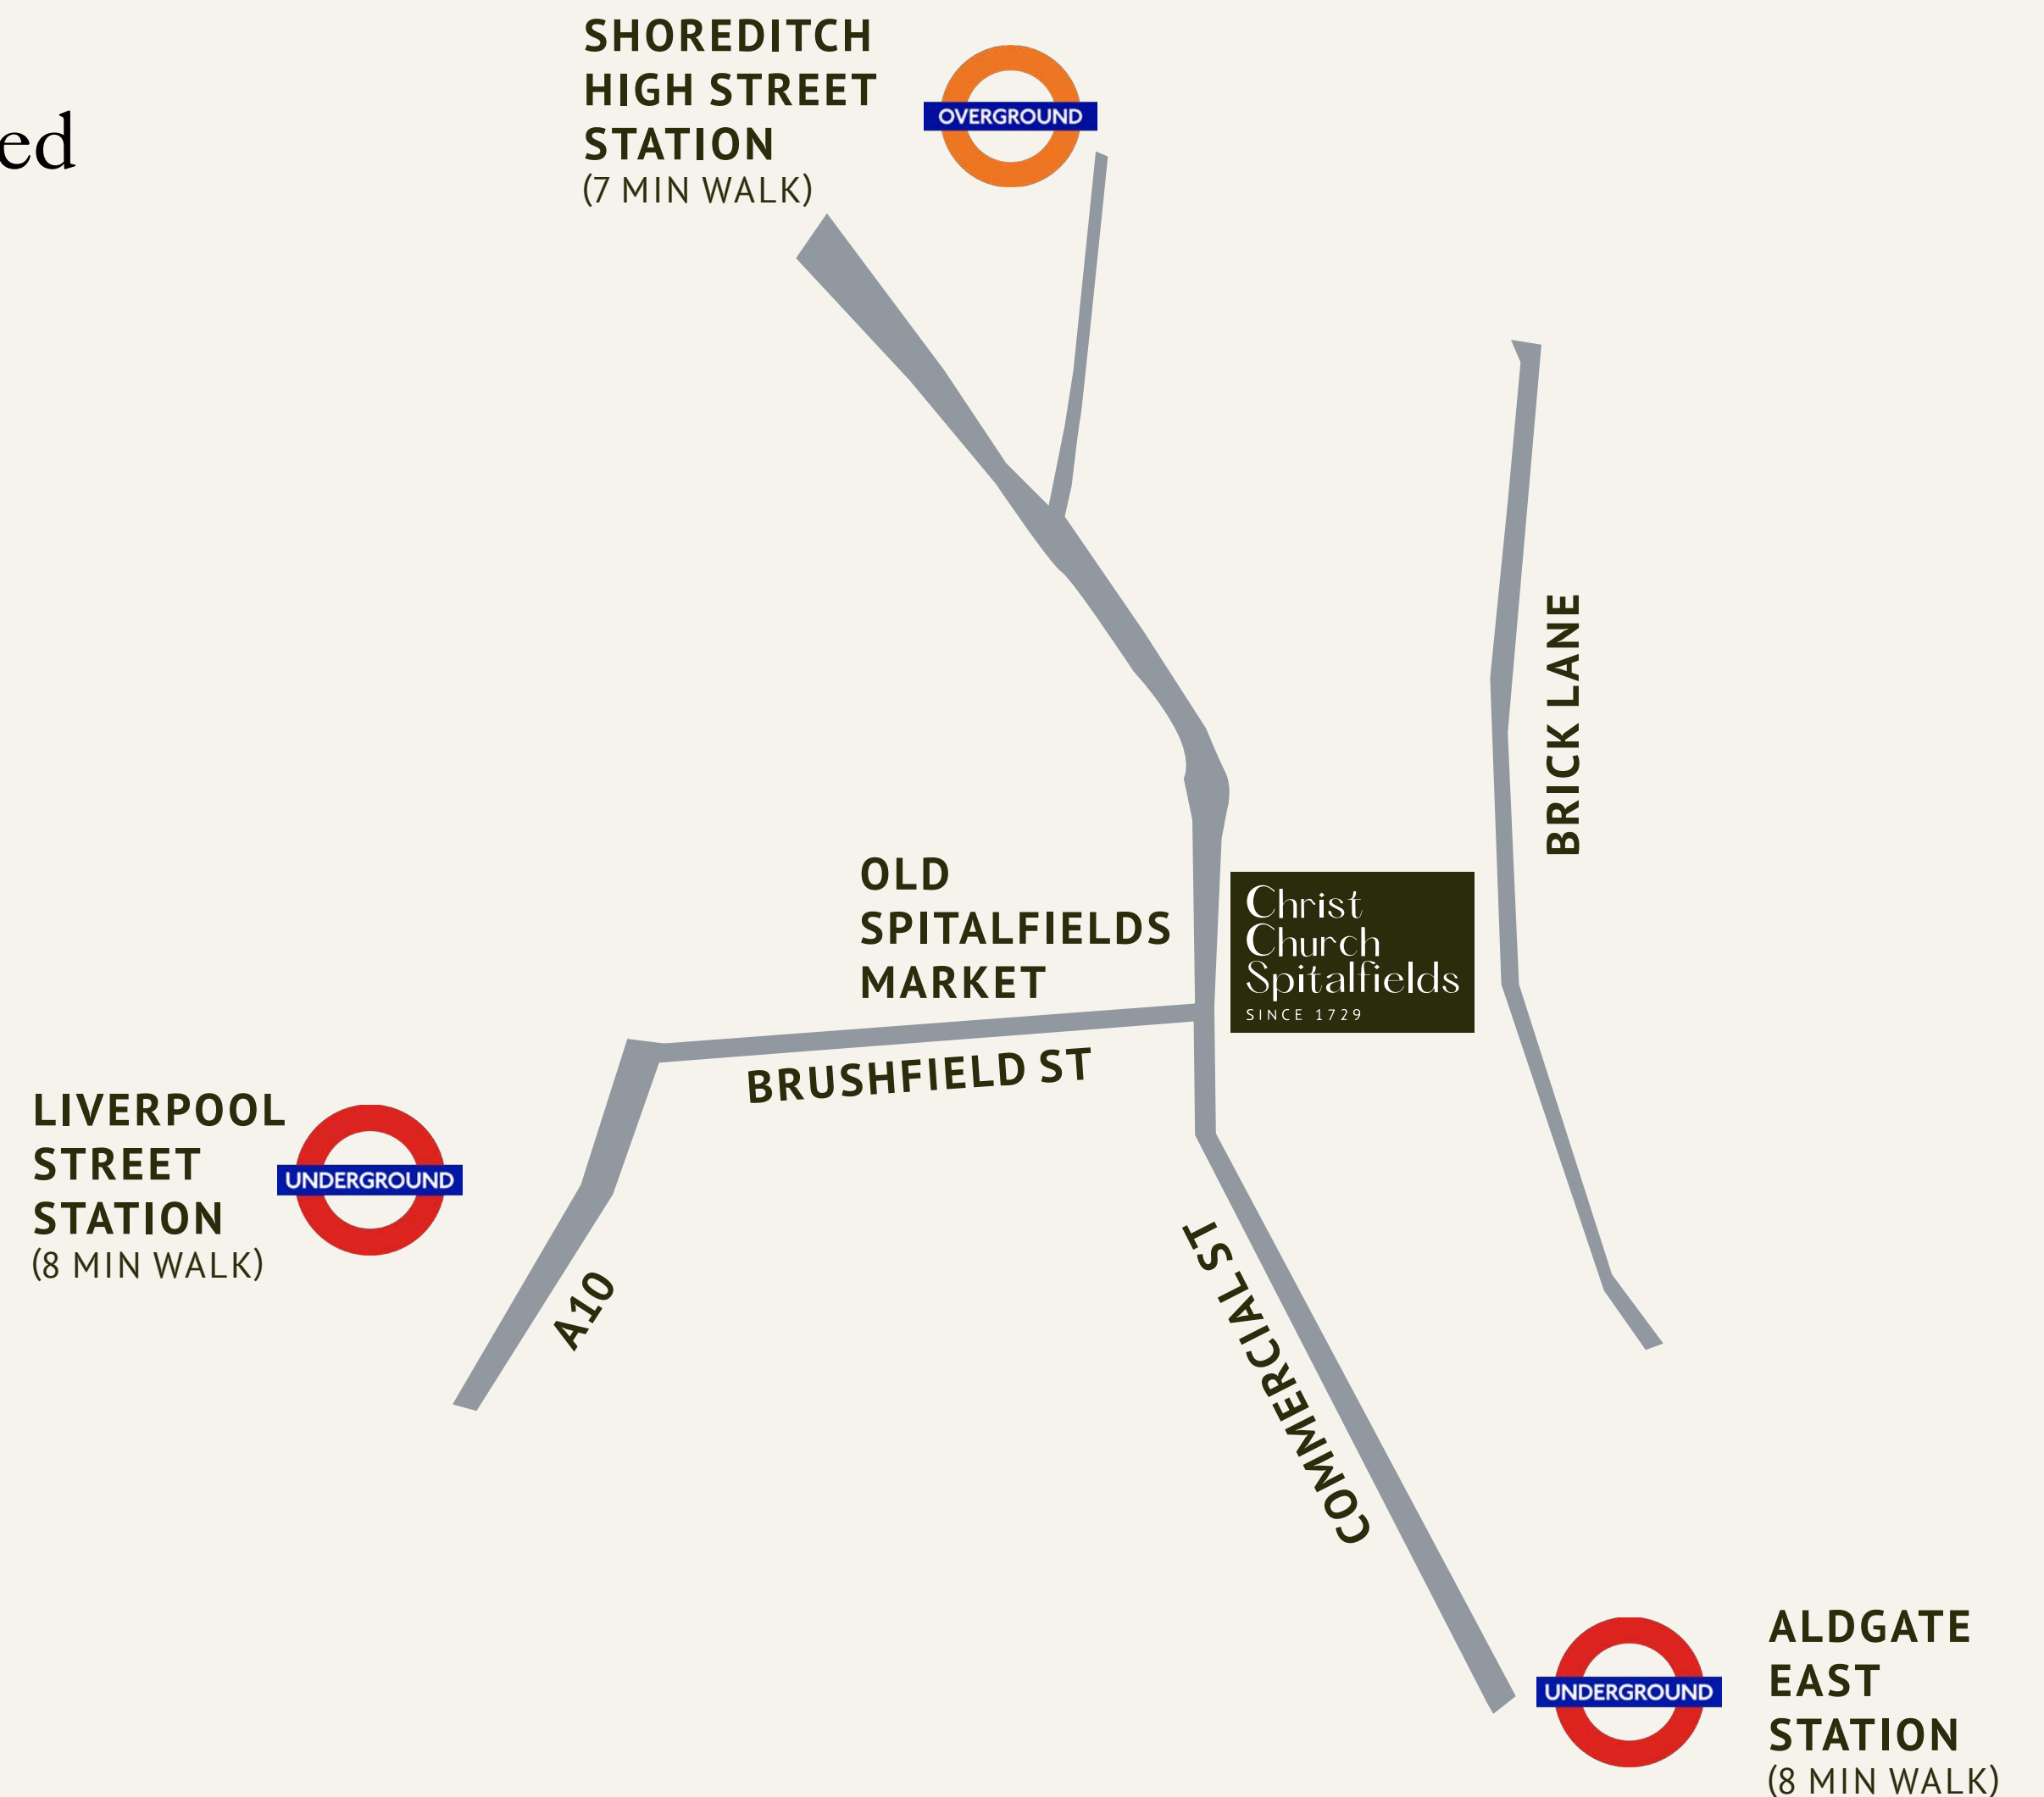 SHOREDITCH
HIGH STREET
STATION
(7 MIN WALK)
OVERGROUND
ed
BRICK LANE
OLD
SPITALFIELDS
MARKET
Christ
Church
Spitalfields
SINCE 1729
BRUSHFIELD ST
LIVERPOOL
STREET
STATION
(8 MIN WALK)
UNDERGROUND
A10
COMMERCIAL ST
UNDERGROUND
ALDGATE
EAST
STATION
(8 MIN WALK)